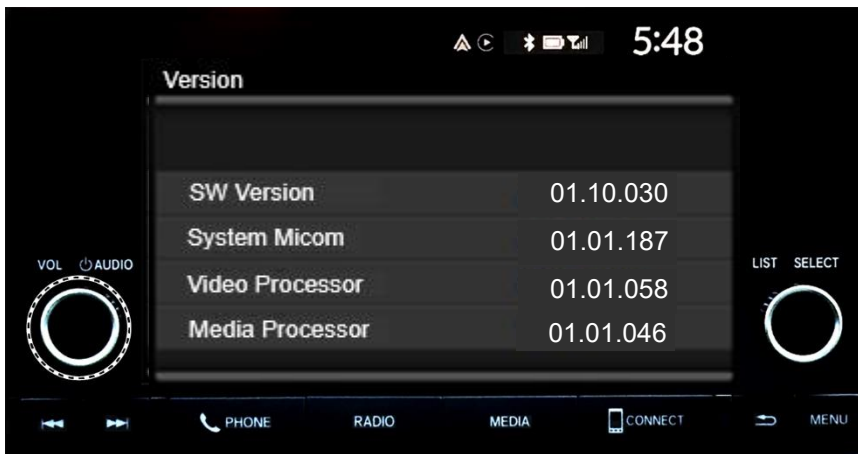 5:48
Version
SW Version 01.10.030
System Micom 01.01.187
Video Processor 01.01.058
Media Processor 01.01.046
VOL AUDIO
LIST SELECT
PHONE RADIO MEDIA CONNECT MENU